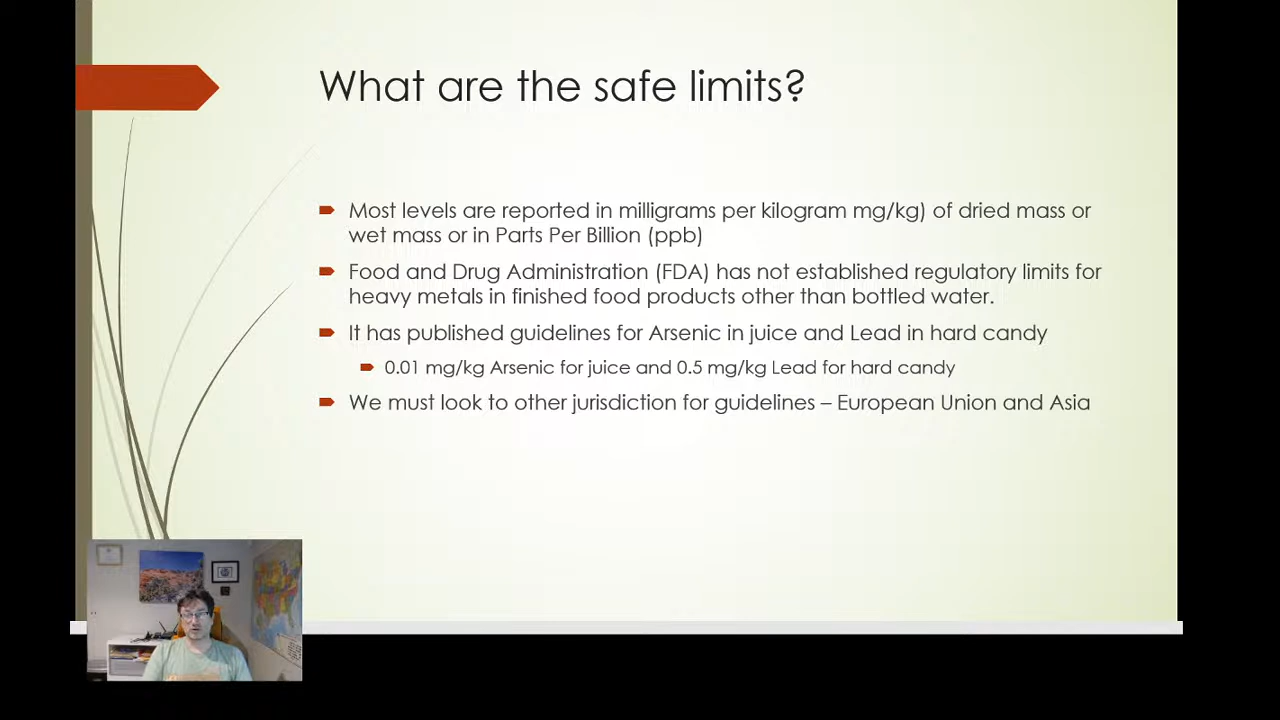 What are the safe limits?
Most levels are reported in milligrams per kilogram mg/kg) of dried mass or
wet mass or in Parts Per Billion (ppb)
Food and Drug Administration (FDA) has not established regulatory limits for
heavy metals in finished food products other than bottled water.
It has published guidelines for Arsenic in juice and Lead in hard candy
0.01 mg/kg Arsenic for juice and 0.5 mg/kg Lead for hard candy
We must look to other jurisdiction for guidelines – European Union and Asia